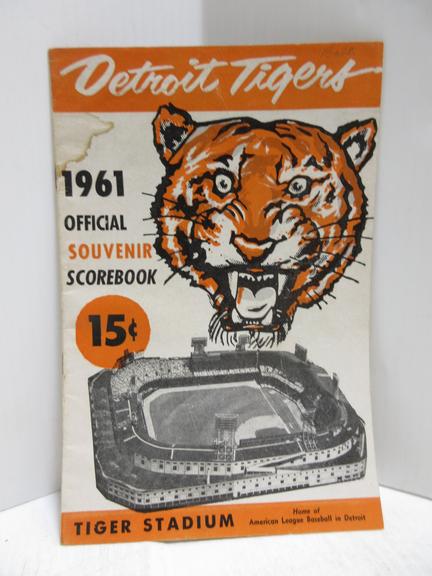 Detroit Tigers
1961
OFFICIAL
SOUVENIR
SCOREBOOK
15¢
TIGER STADIUM
Home of
American League Baseball in Detroit